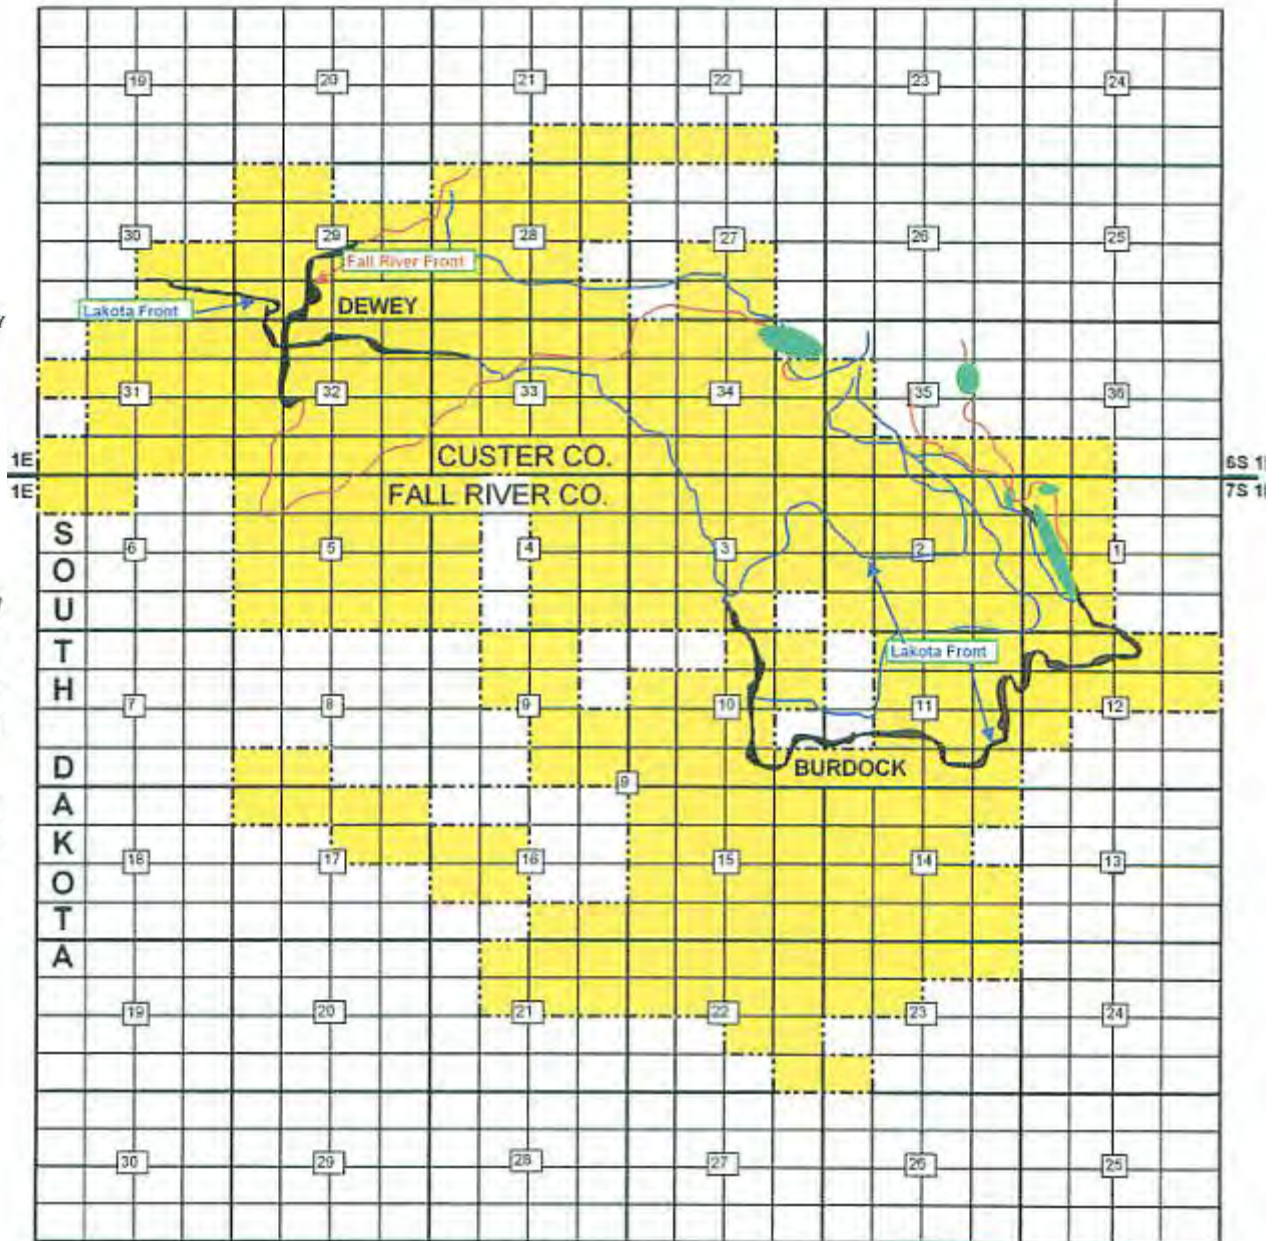 19 20 21 22 23 24
30 29 28 27 26 25
Fall River Front
Lakota Front
DEWEY
31 32 33 34 35 36
CUSTER CO.
1E 6S
1E 7S
FALL RIVER CO.
SOUTH DAKOTA
6 5 4 3 2 1
Lakota Front
7 8 9 10 11 12
BURDOCK
9
18 17 16 15 14 13
19 20 21 22 23 24
30 29 28 27 26 25